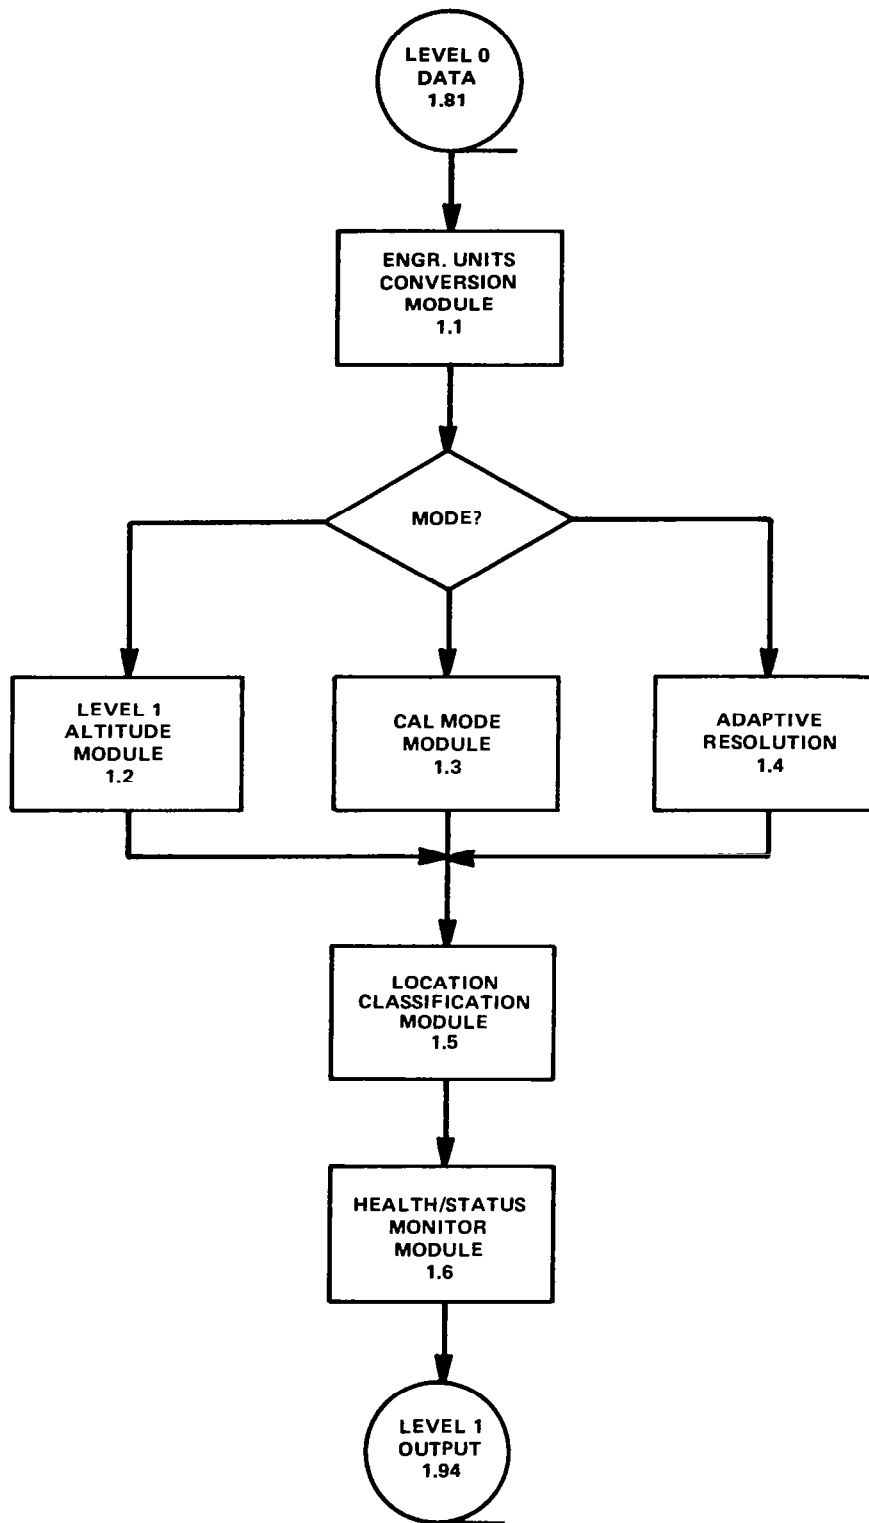 LEVEL 0
DATA
1.81
ENGR. UNITS
CONVERSION
MODULE
1.1
MODE?
LEVEL 1
ALTITUDE
MODULE
1.2
CAL MODE
MODULE
1.3
ADAPTIVE
RESOLUTION
1.4
LOCATION
CLASSIFICATION
MODULE
1.5
HEALTH/STATUS
MONITOR
MODULE
1.6
LEVEL 1
OUTPUT
1.94